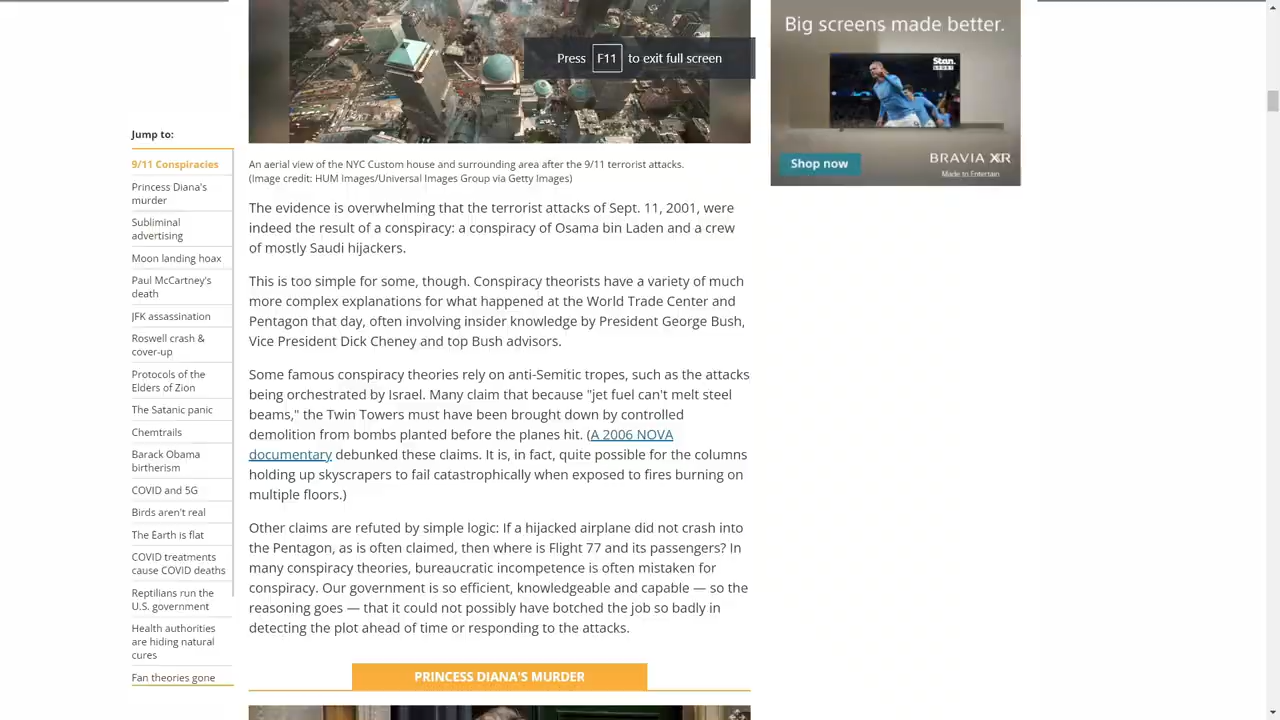 Big screens made better.
Stan.
SPORT
Press F11 to exit full screen
Shop now
BRAVIA XR
Made to Entertain
Jump to:
9/11 Conspiracies
Princess Diana's
murder
Subliminal
advertising
Moon landing hoax
Paul McCartney's
death
JFK assassination
Roswell crash &
cover-up
Protocols of the
Elders of Zion
The Satanic panic
Chemtrails
Barack Obama
birtherism
COVID and 5G
Birds aren't real
The Earth is flat
COVID treatments
cause COVID deaths
Reptilians run the
U.S. government
Health authorities
are hiding natural
cures
Fan theories gone
An aerial view of the NYC Custom house and surrounding area after the 9/11 terrorist attacks.
(Image credit: HUM Images/Universal Images Group via Getty Images)
The evidence is overwhelming that the terrorist attacks of Sept. 11, 2001, were
indeed the result of a conspiracy: a conspiracy of Osama bin Laden and a crew
of mostly Saudi hijackers.
This is too simple for some, though. Conspiracy theorists have a variety of much
more complex explanations for what happened at the World Trade Center and
Pentagon that day, often involving insider knowledge by President George Bush,
Vice President Dick Cheney and top Bush advisors.
Some famous conspiracy theories rely on anti-Semitic tropes, such as the attacks
being orchestrated by Israel. Many claim that because "jet fuel can't melt steel
beams," the Twin Towers must have been brought down by controlled
demolition from bombs planted before the planes hit. (A 2006 NOVA
documentary debunked these claims. It is, in fact, quite possible for the columns
holding up skyscrapers to fail catastrophically when exposed to fires burning on
multiple floors.)
Other claims are refuted by simple logic: If a hijacked airplane did not crash into
the Pentagon, as is often claimed, then where is Flight 77 and its passengers? In
many conspiracy theories, bureaucratic incompetence is often mistaken for
conspiracy. Our government is so efficient, knowledgeable and capable — so the
reasoning goes — that it could not possibly have botched the job so badly in
detecting the plot ahead of time or responding to the attacks.
PRINCESS DIANA'S MURDER